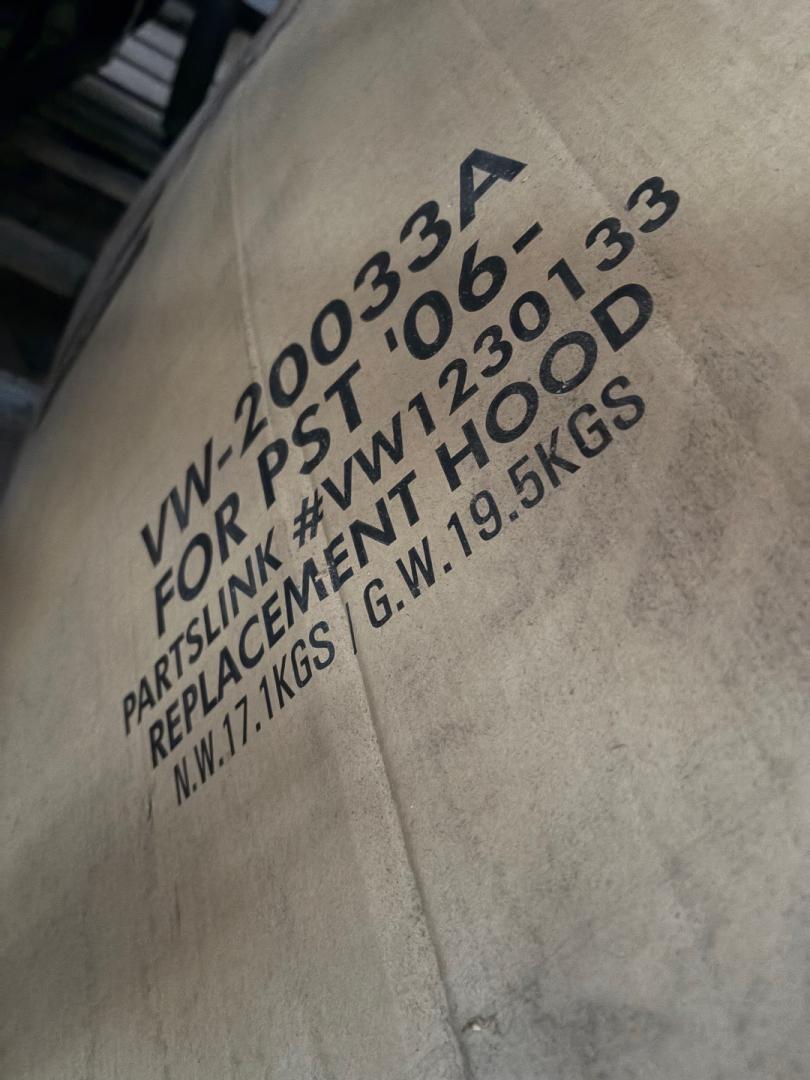 VW-20033A
FOR PST '06-
PARTSLINK #VW1230133
REPLACEMENT HOOD
N.W.17.1KGS / G.W.19.5KGS